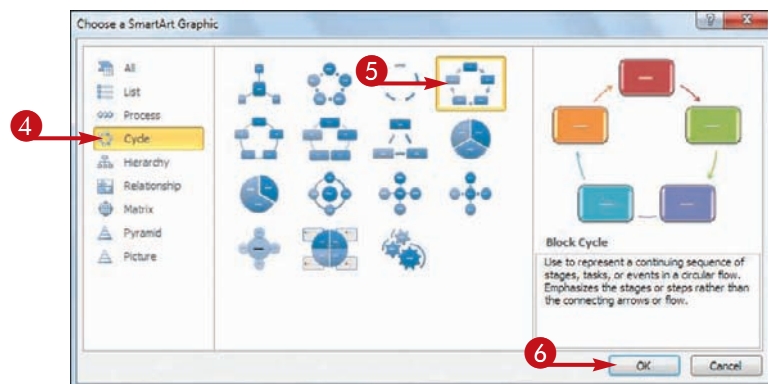 Choose a SmartArt Graphic
All
List
Process
Cycle
Hierarchy
Relationship
Matrix
Pyramid
Picture
4
5
Block Cycle
Use to represent a continuing sequence of
stages, tasks, or events in a circular flow.
Emphasizes the stages or steps rather than
the connecting arrows or flow.
6
OK
Cancel